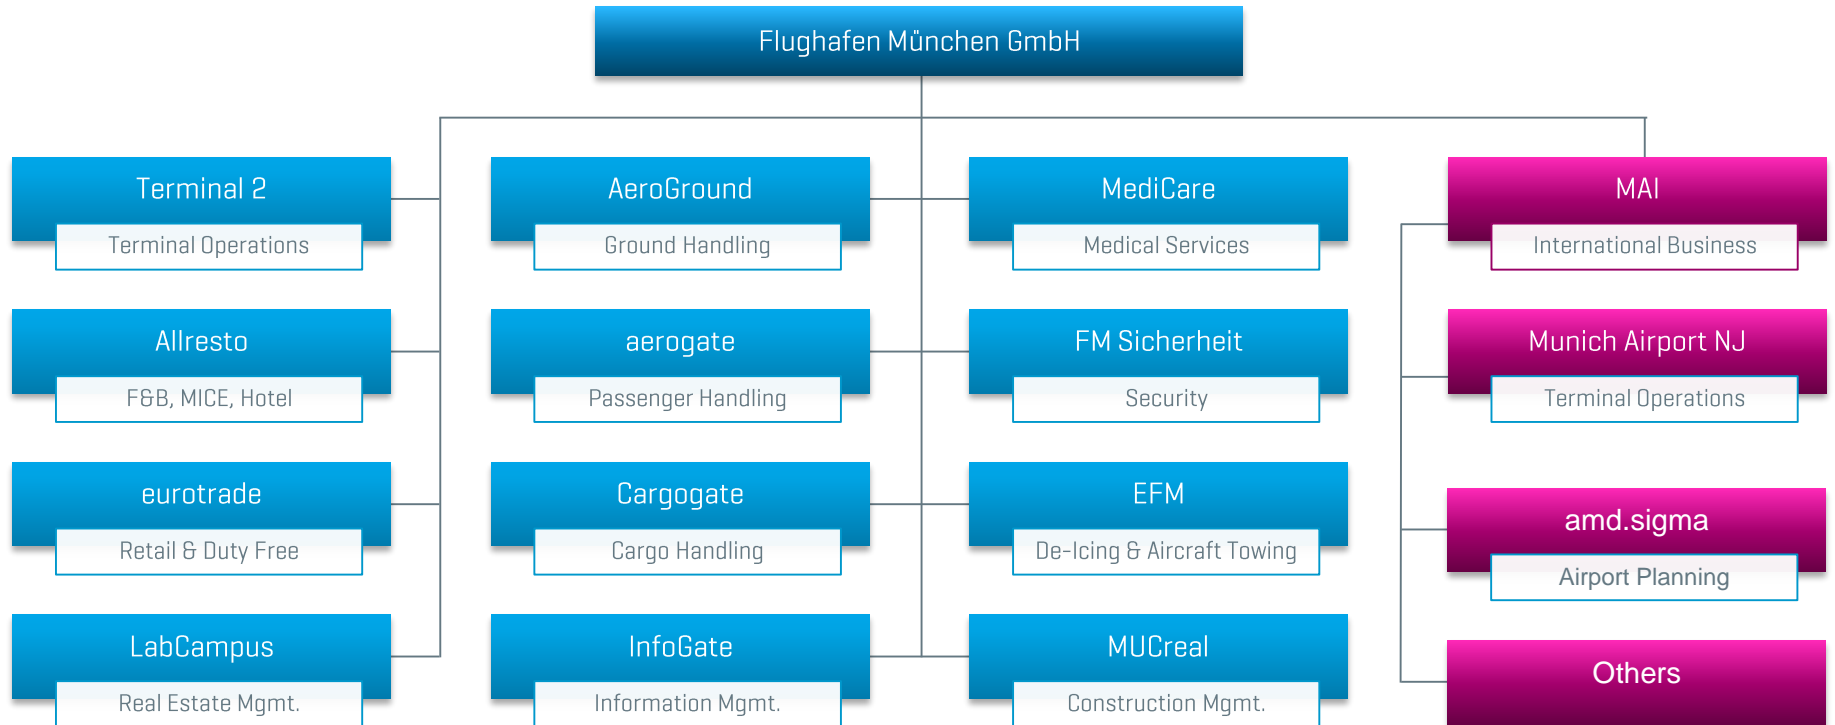 Flughafen München GmbH
Terminal 2
Terminal Operations
AeroGround
Ground Handling
MediCare
Medical Services
MAI
International Business
Allresto
F&B, MICE, Hotel
aerogate
Passenger Handling
FM Sicherheit
Security
Munich Airport NJ
Terminal Operations
eurotrade
Retail & Duty Free
Cargogate
Cargo Handling
EFM
De-Icing & Aircraft Towing
amd.sigma
Airport Planning
LabCampus
Real Estate Mgmt.
InfoGate
Information Mgmt.
MUCreal
Construction Mgmt.
Others